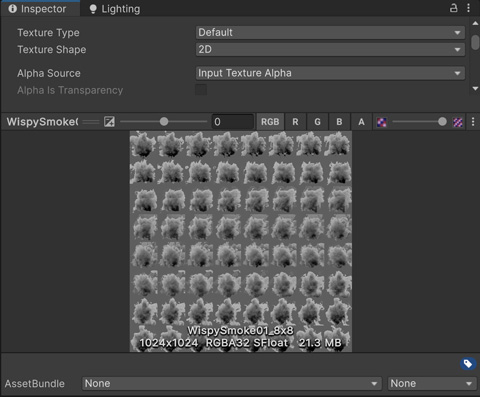 Inspector
Lighting
Texture Type
Default
Texture Shape
2D
Alpha Source
Input Texture Alpha
Alpha Is Transparency
WispySmoke(
0
RGB R G B A
WispySmoke01_8x8
1024x1024 RGBA32 SFloat 21.3 MB
AssetBundle
None
None